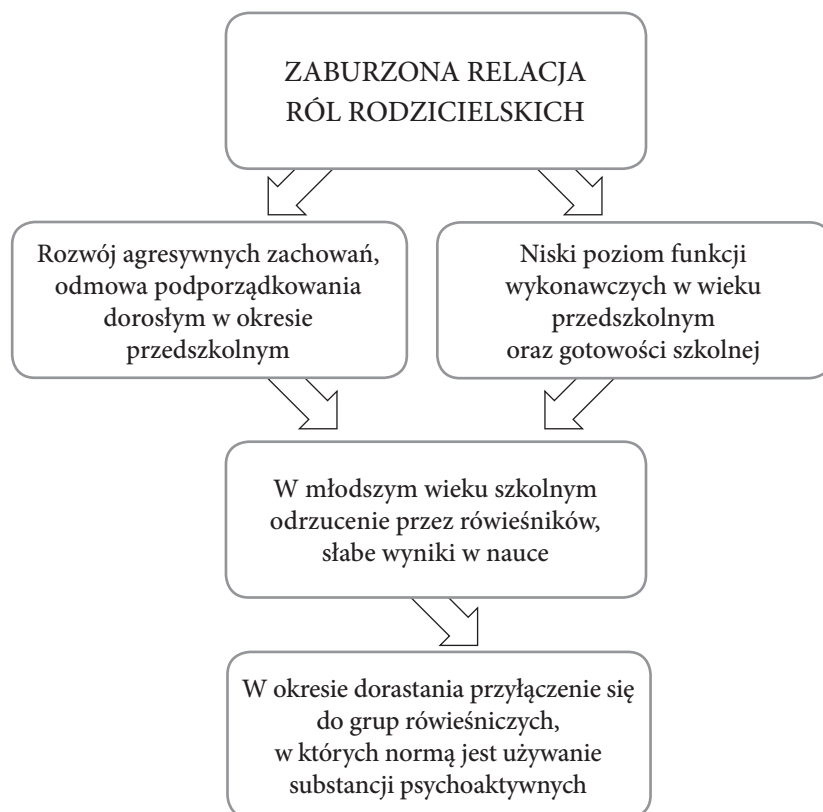 ZABURZONA RELACJA
RÓL RODZICIELSKICH
Rozwój agresywnych zachowań,
odmowa podporządkowania
dorosłym w okresie
przedszkolnym
Niski poziom funkcji
wykonawczych w wieku
przedszkolnym
oraz gotowości szkolnej
W młodszym wieku szkolnym
odrzucenie przez rówieśników,
słabe wyniki w nauce
W okresie dorastania przyłączenie się
do grup rówieśniczych,
w których normą jest używanie
substancji psychoaktywnych